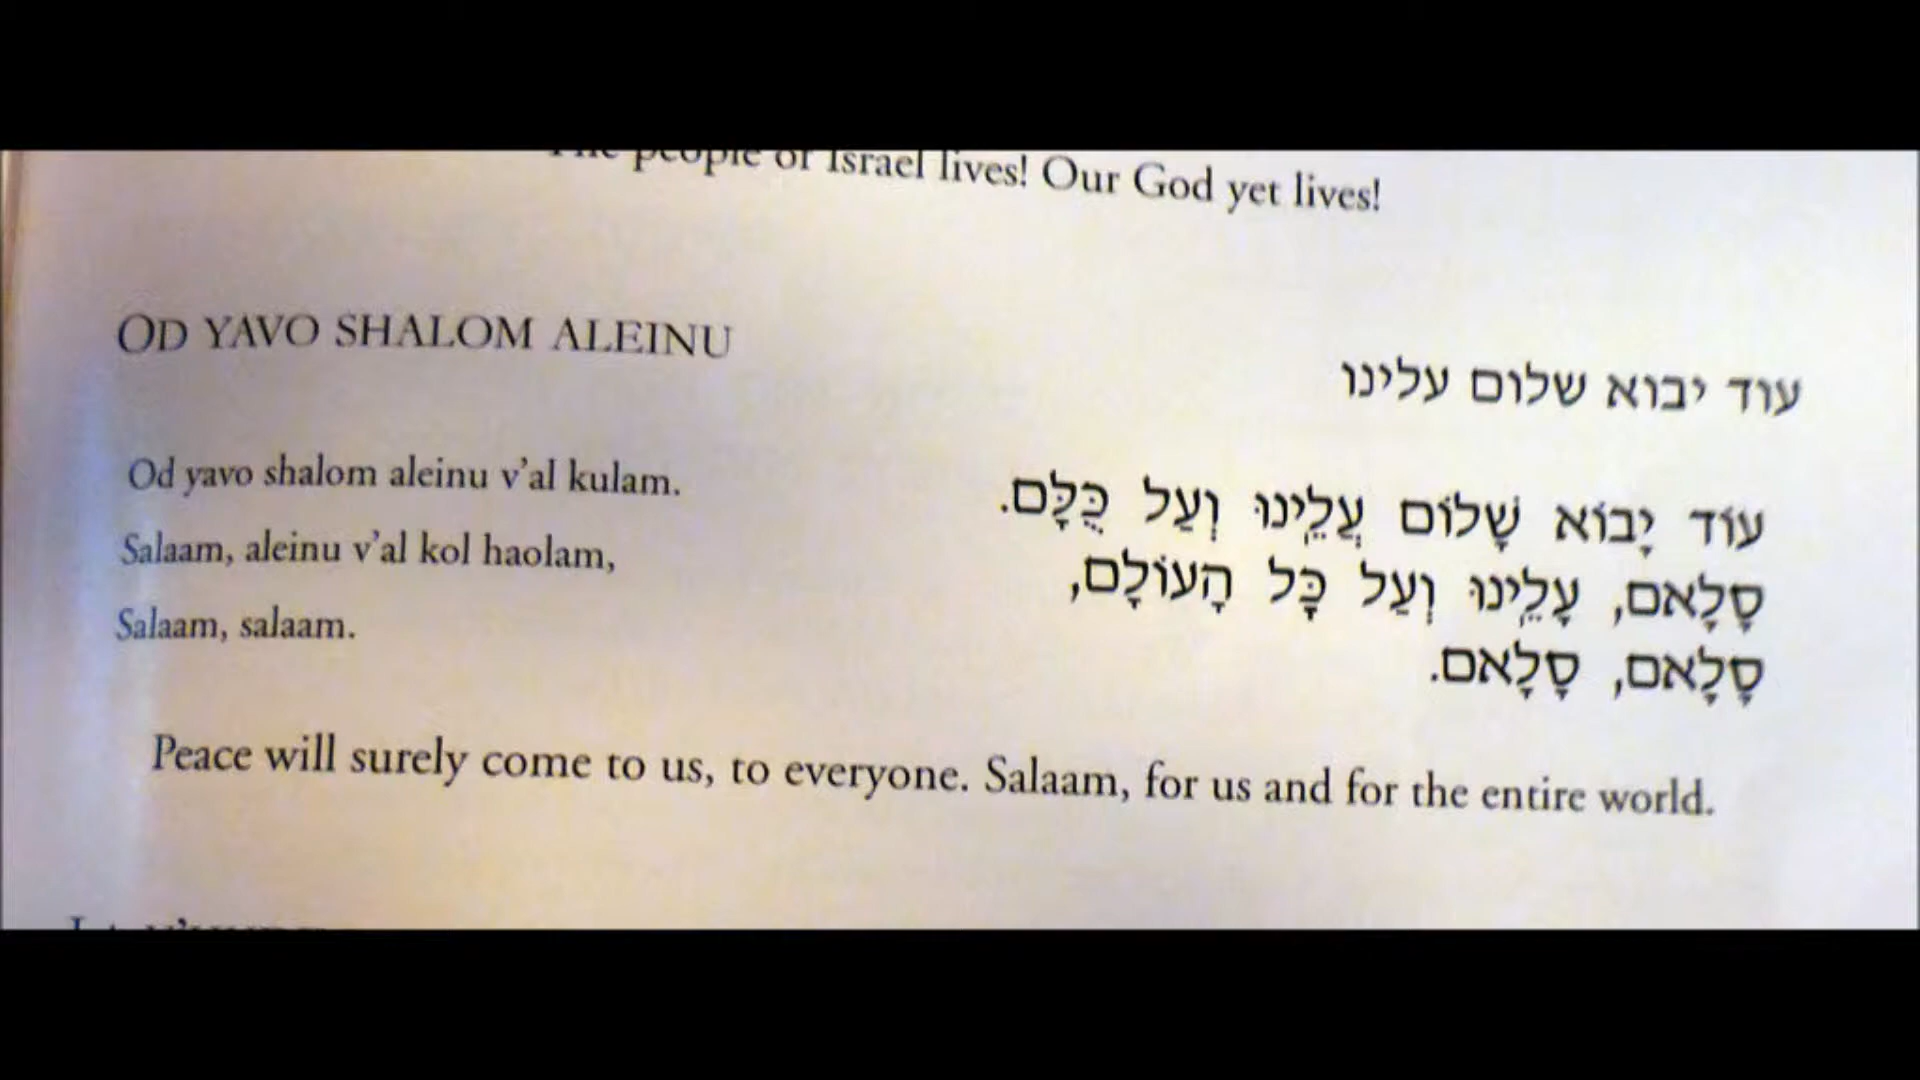 The people of Israel lives! Our God yet lives!
OD YAVO SHALOM ALEINU
עוד יבוא שלום עלינו
Od yavo shalom aleinu v'al kulam.
Salaam, aleinu v'al kol haolam,
Salaam, salaam.
עוֹד יָבוֹא שָׁלוֹם עֲלֵֽינוּ וְעַל כֻּלָּם.
סָלָאם, עָלֵֽינוּ וְעַל כָּל הָעוֹלָם,
סָלָאם, סָלָאם.
Peace will surely come to us, to everyone. Salaam, for us and for the entire world.